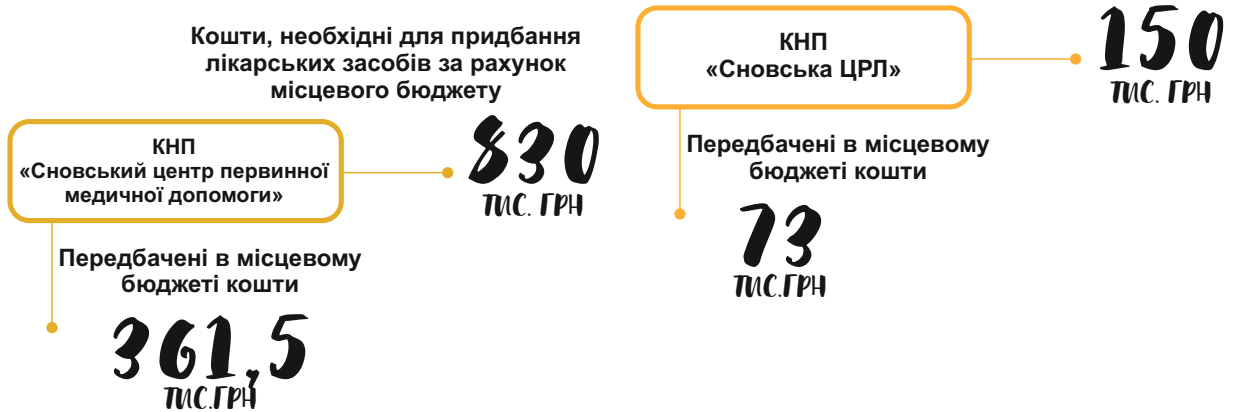 Кошти, необхідні для придбання
лікарських засобів за рахунок
місцевого бюджету
КНП
«Сновський центр первинної
медичної допомоги»
830
ТИС. ГРН
Передбачені в місцевому
бюджеті кошти
361,5
ТИС.ГРН
КНП
«Сновська ЦРЛ»
150
ТИС. ГРН
Передбачені в місцевому
бюджеті кошти
73
ТИС.ГРН